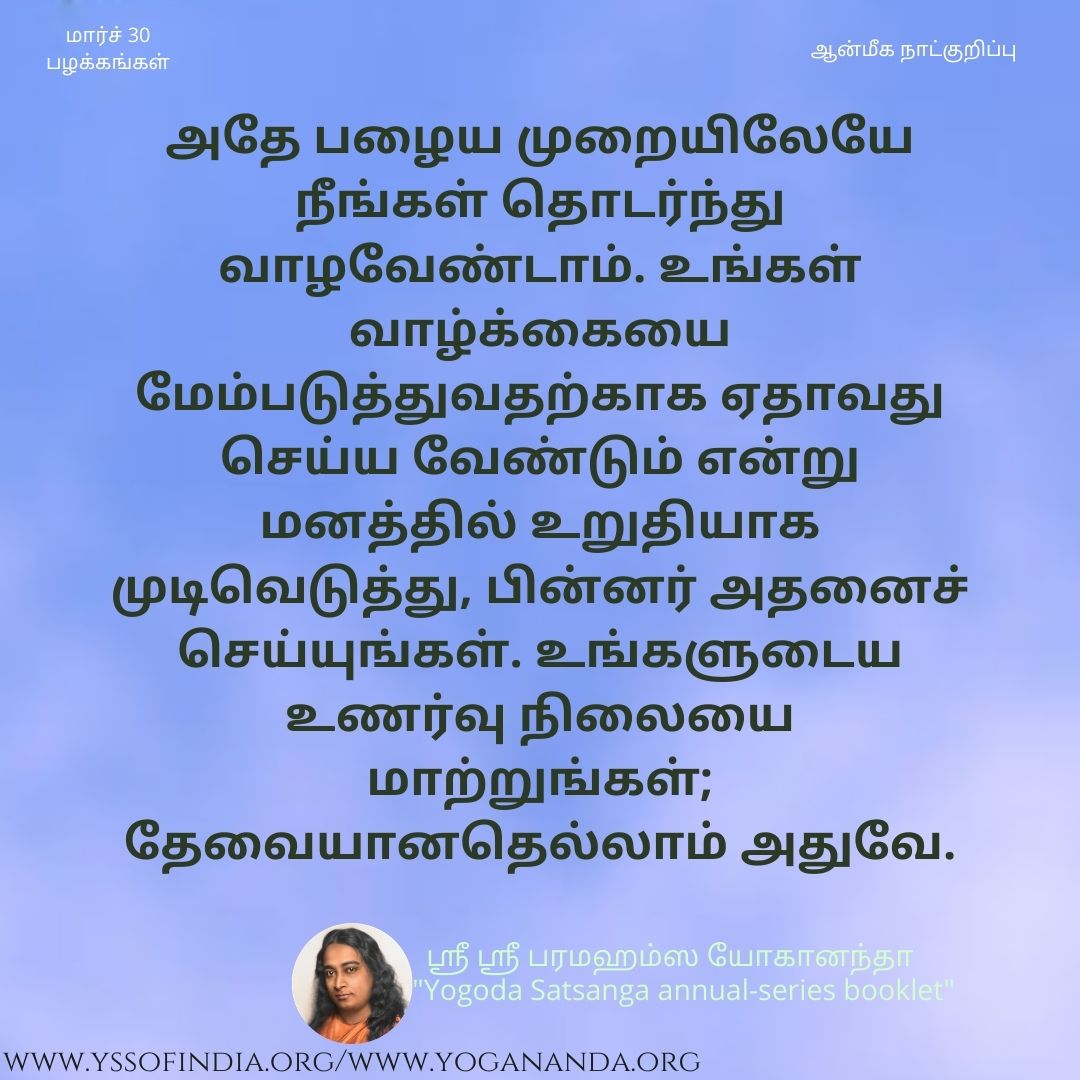 மார்ச் 30
பழக்கங்கள்
ஆன்மீக நாட்குறிப்பு
அதே பழைய முறையிலேயே
நீங்கள் தொடர்ந்து
வாழவேண்டாம். உங்கள்
வாழ்க்கையை
மேம்படுத்துவதற்காக ஏதாவது
செய்ய வேண்டும் என்று
மனத்தில் உறுதியாக
முடிவெடுத்து, பின்னர் அதனைச்
செய்யுங்கள். உங்களுடைய
உணர்வு நிலையை
மாற்றுங்கள்;
தேவையானதெல்லாம் அதுவே.
ஸ்ரீ ஸ்ரீ பரமஹம்ஸ யோகானந்தா
"Yogoda Satsanga annual-series booklet"
www.yssofindia.org/www.yogananda.org